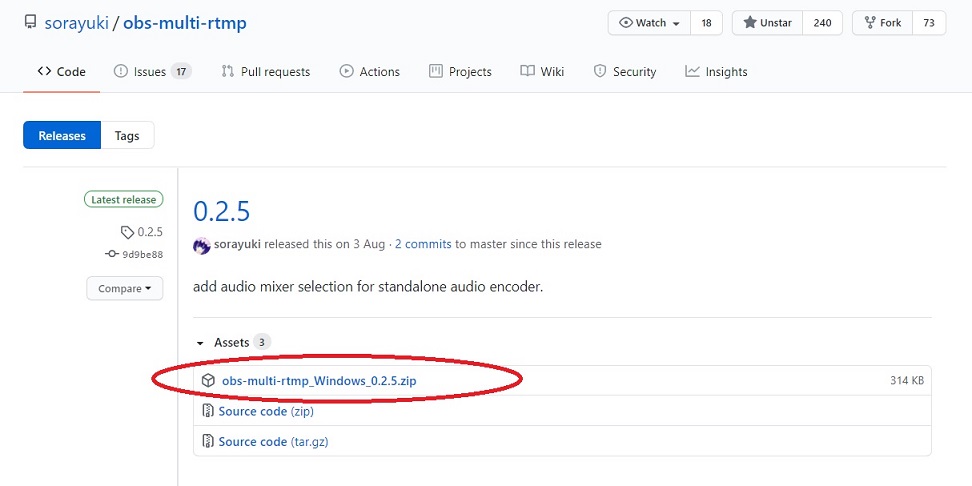 sorayuki / obs-multi-rtmp
Watch 18 Unstar 240 Fork 73
Code Issues 17 Pull requests Actions Projects Wiki Security Insights
Releases Tags
Latest release
0.2.5
9d9be88
Compare
0.2.5
sorayuki released this on 3 Aug · 2 commits to master since this release
add audio mixer selection for standalone audio encoder.
Assets 3
obs-multi-rtmp_Windows_0.2.5.zip 314 KB
Source code (zip)
Source code (tar.gz)